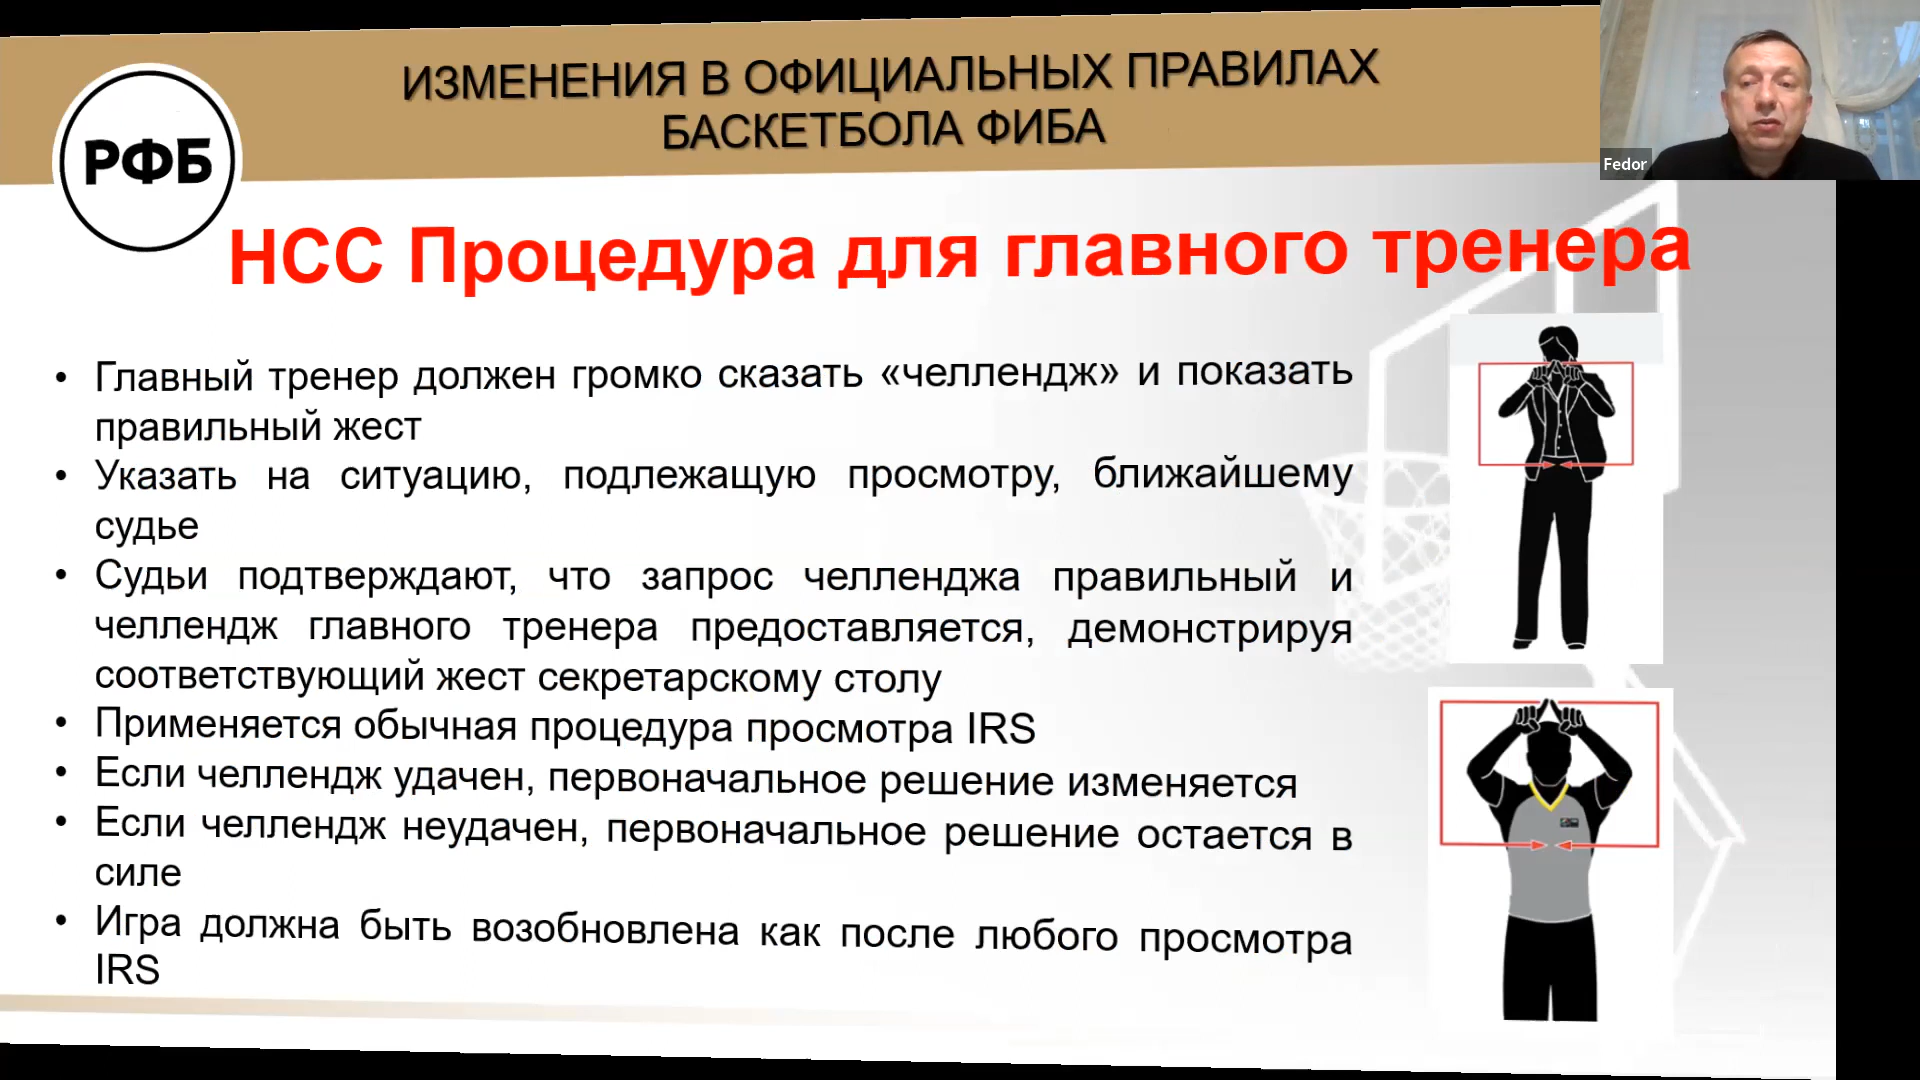 ИЗМЕНЕНИЯ В ОФИЦИАЛЬНЫХ ПРАВИЛАХ
БАСКЕТБОЛА ФИБА
РФБ
Fedor
НСС Процедура для главного тренера
• Главный тренер должен громко сказать «челлендж» и показать
правильный жест
• Указать на ситуацию, подлежащую просмотру, ближайшему
судье
• Судьи подтверждают, что запрос челленджа правильный и
челлендж главного тренера предоставляется, демонстрируя
соответствующий жест секретарскому столу
• Применяется обычная процедура просмотра IRS
• Если челлендж удачен, первоначальное решение изменяется
• Если челлендж неудачен, первоначальное решение остается в
силе
• Игра должна быть возобновлена как после любого просмотра
IRS